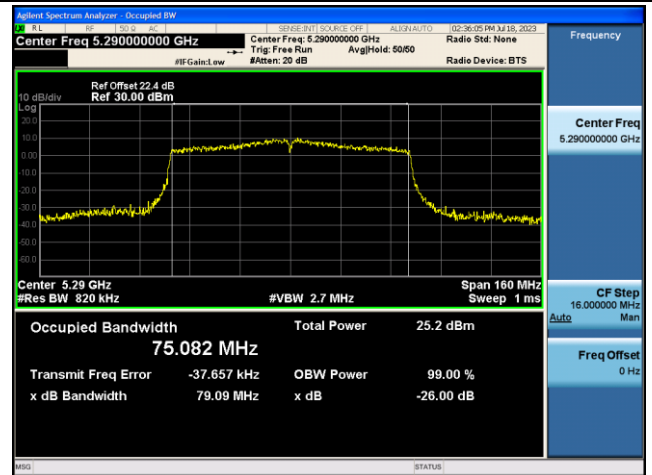 Agilent Spectrum Analyzer - Occupied BW
RL RF 50 Ω AC SENSE:INT SOURCE OFF ALIGN AUTO 02:36:05 PM Jul 18, 2023
Center Freq 5.290000000 GHz
Center Freq: 5.290000000 GHz Radio Std: None
Trig: Free Run Avg|Hold: 50/50
#IFGain:Low #Atten: 20 dB Radio Device: BTS
Ref Offset 22.4 dB
10 dB/div Ref 30.00 dBm
Log
20.0
10.0
0.00
-10.0
-20.0
-30.0
-40.0
-50.0
-60.0
Center 5.29 GHz Span 160 MHz
#Res BW 820 kHz #VBW 2.7 MHz Sweep 1 ms
Occupied Bandwidth Total Power 25.2 dBm
75.082 MHz
Transmit Freq Error -37.657 kHz OBW Power 99.00 %
x dB Bandwidth 79.09 MHz x dB -26.00 dB
MSG STATUS
Frequency
Center Freq
5.290000000 GHz
CF Step
16.000000 MHz
Auto Man
Freq Offset
0 Hz